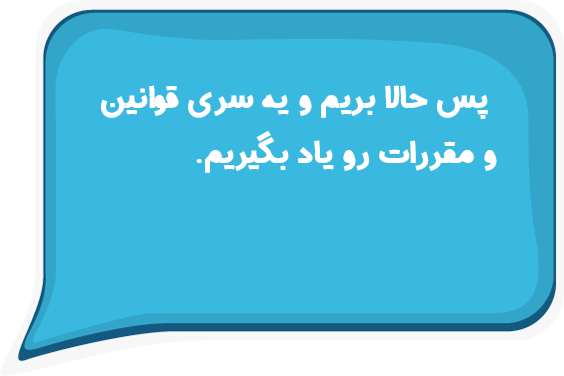 پس حالا بریم و یه سری قوانین
و مقررات رو یاد بگیریم.